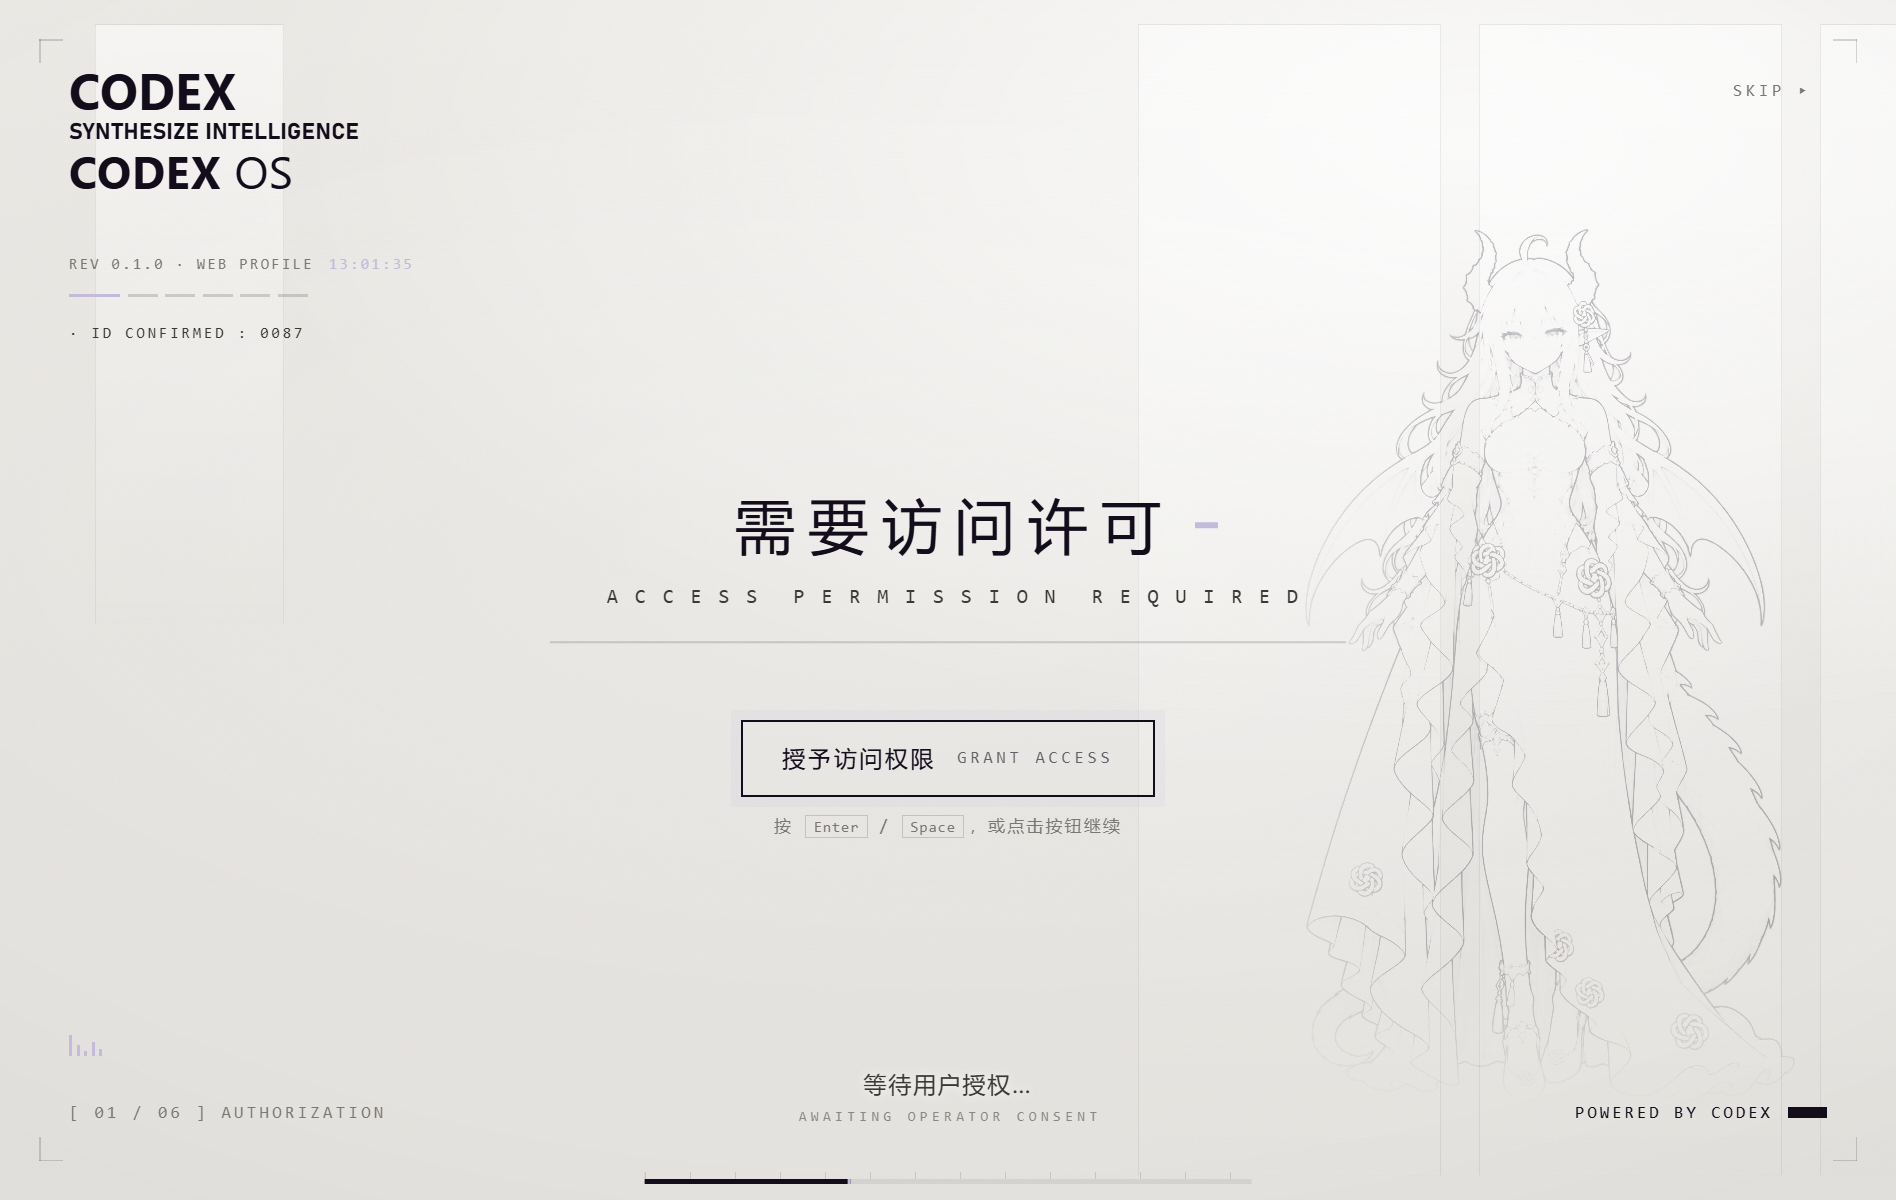 CODEX
SYNTHESIZE INTELLIGENCE
CODEX OS
SKIP ▸
REV 0.1.0 · WEB PROFILE 13:01:35
· ID CONFIRMED : 0087
需要访问许可
ACCESS PERMISSION REQUIRED
授予访问权限 GRANT ACCESS
按 Enter / Space , 或点击按钮继续
等待用户授权...
AWAITING OPERATOR CONSENT
[ 01 / 06 ] AUTHORIZATION
POWERED BY CODEX